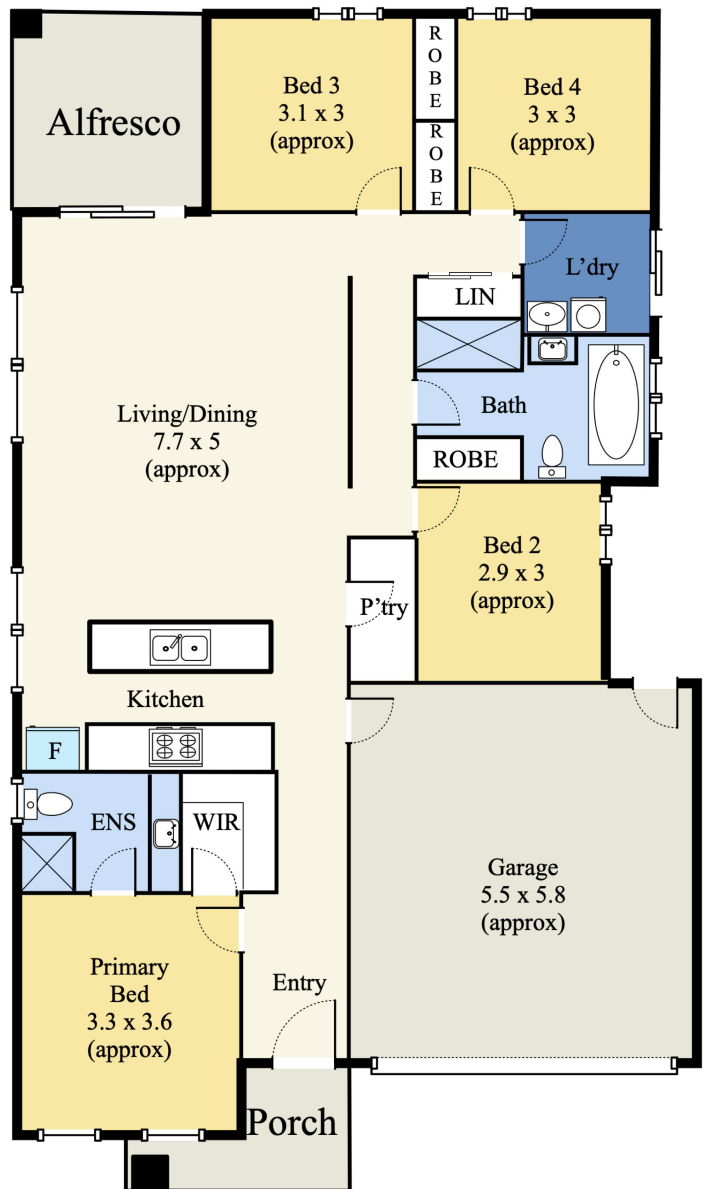 Alfresco
Bed 3
3.1 x 3
(approx)
ROBE
ROBE
Bed 4
3 x 3
(approx)
L'dry
LIN
Living/Dining
7.7 x 5
(approx)
Bath
ROBE
Bed 2
2.9 x 3
(approx)
P'try
Kitchen
F
ENS
WIR
Garage
5.5 x 5.8
(approx)
Primary
Bed
3.3 x 3.6
(approx)
Entry
Porch